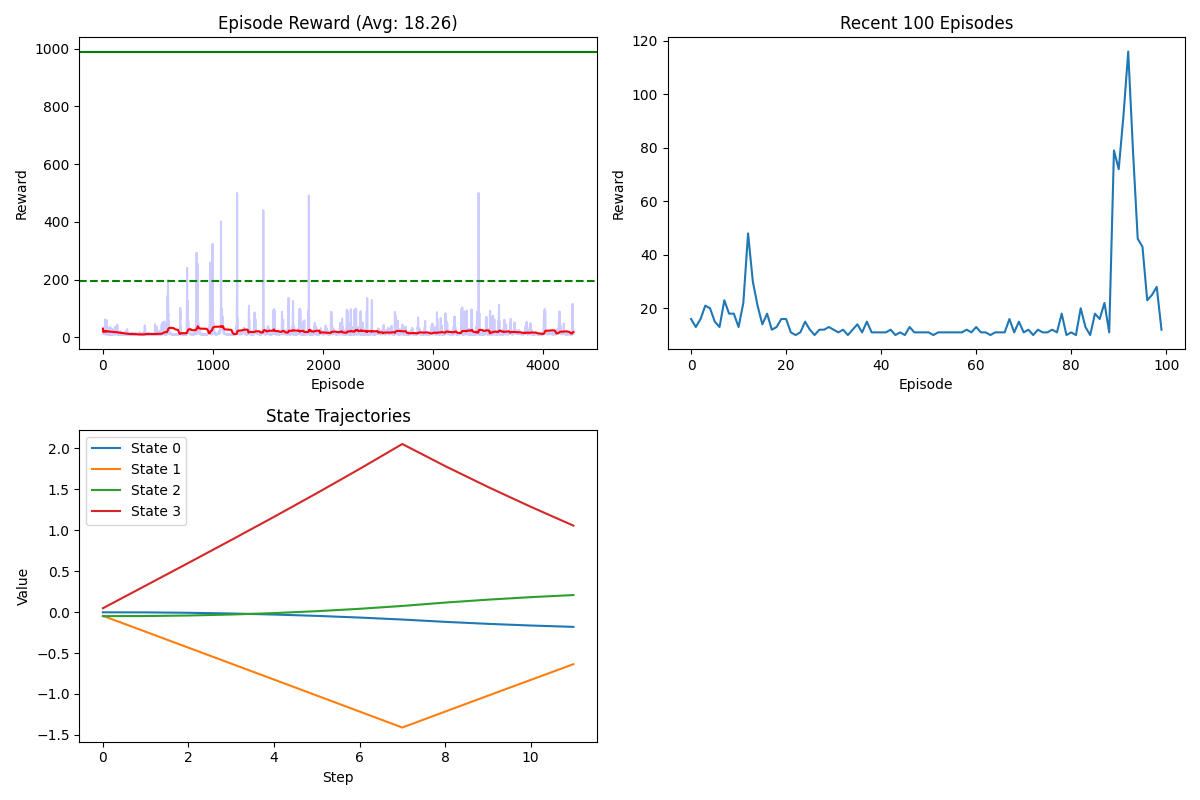 Episode Reward (Avg: 18.26)
Reward
1000
800
600
400
200
0
0 1000 2000 3000 4000
Episode
Recent 100 Episodes
Reward
120
100
80
60
40
20
0 20 40 60 80 100
Episode
State Trajectories
Value
2.0
1.5
1.0
0.5
0.0
−0.5
−1.0
−1.5
State 0
State 1
State 2
State 3
0 2 4 6 8 10
Step